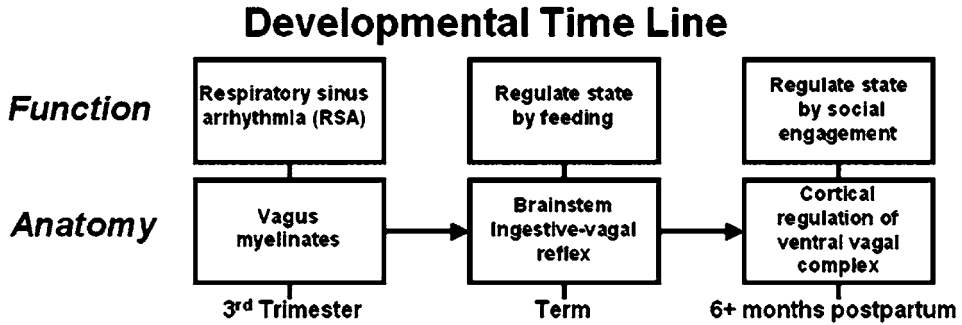 Developmental Time Line
Function
Respiratory sinus
arrhythmia (RSA)
Regulate state
by feeding
Regulate state
by social
engagement
Anatomy
Vagus
myelinates
Brainstem
ingestive-vagal
reflex
Cortical
regulation of
ventral vagal
complex
3rd Trimester
Term
6+ months postpartum